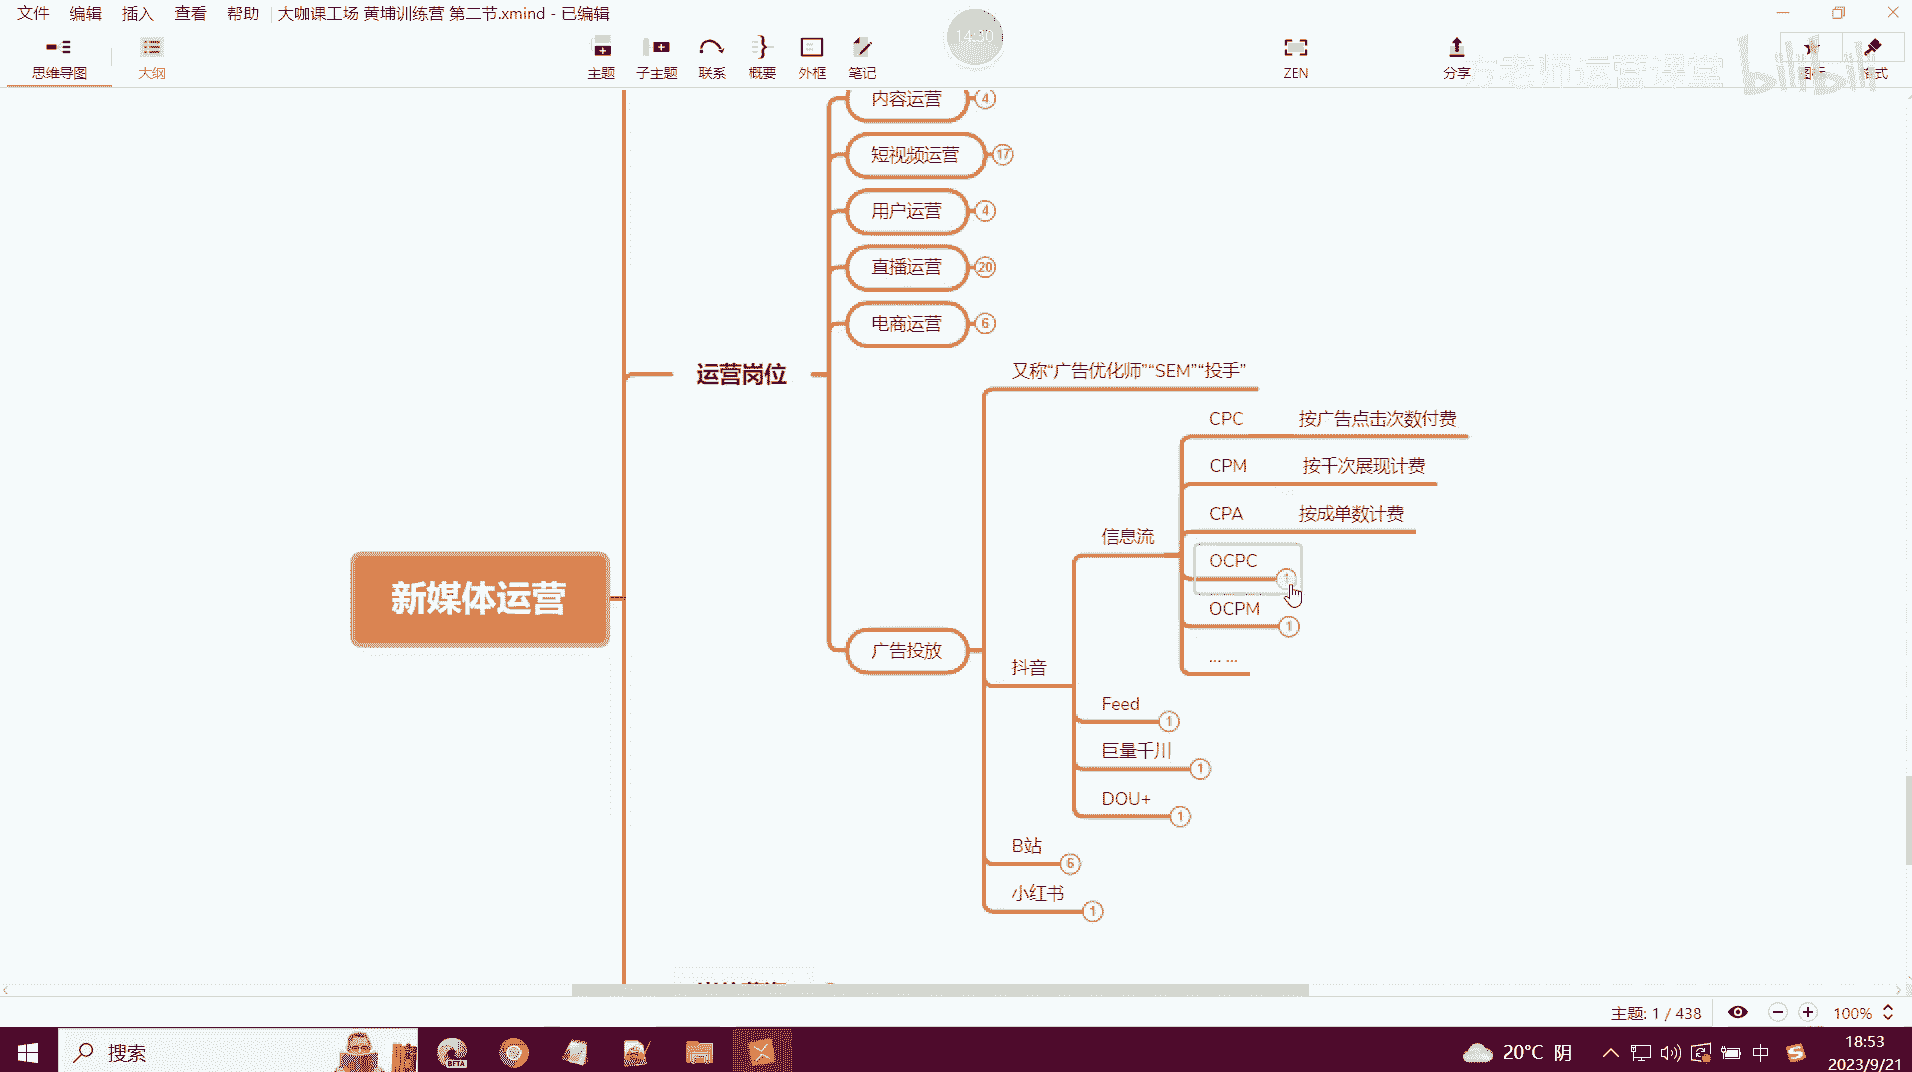 文件 编辑 插入 查看 帮助 大咖课工场 黄埔训练营 第二节.xmind - 已编辑
14:30
思维导图 大纲 主题 子主题 联系 概要 外框 笔记 ZEN 分享
老师运营课堂 bilibili
内容运营 4
短视频运营 17
用户运营 4
直播运营 20
电商运营 6
运营岗位
又称“广告优化师”“SEM”“投手”
CPC 按广告点击次数付费
CPM 按千次展现计费
CPA 按成单数计费
信息流
OCPC 1
OCPM 1
... ...
新媒体运营
广告投放
抖音
Feed 1
巨量千川 1
DOU+ 1
B站 6
小红书 1
主题: 1 / 438 100%
搜索
BETA
20°C 阴 中 18:53
2023/9/21